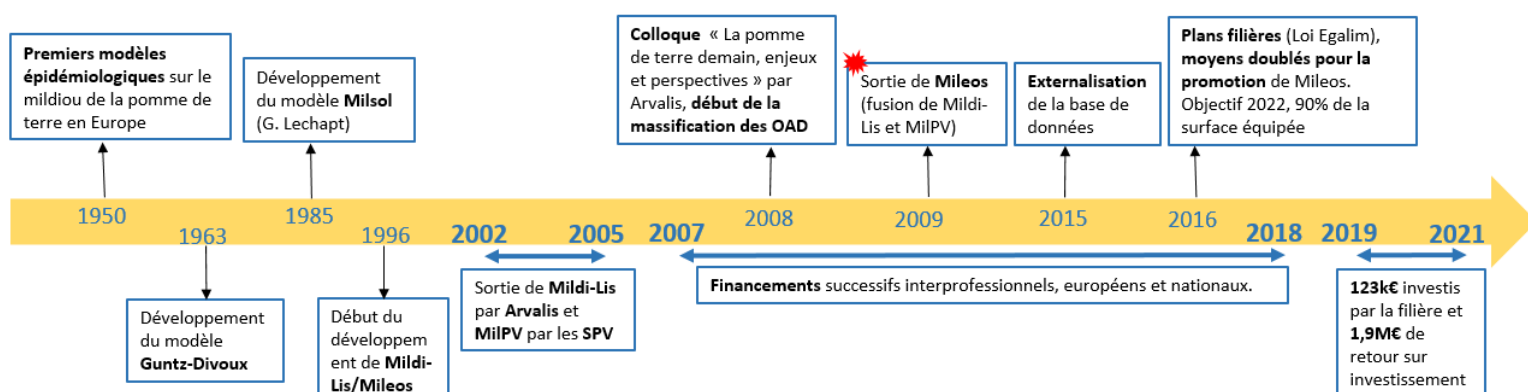 Premiers modèles
épidémiologiques sur le
mildiou de la pomme de
terre en Europe
Développement
du modèle Milsol
(G. Lechapt)
Colloque « La pomme
de terre demain, enjeux
et perspectives » par
Arvalis, début de la
massification des OAD
Sortie de Mileos
(fusion de Mildi-
Lis et MilPV)
Externalisation
de la base de
données
Plans filières (Loi Egalim),
moyens doublés pour la
promotion de Mileos.
Objectif 2022, 90% de la
surface équipée
1950
1963
1985
1996
2002
2005
2007
2008
2009
2015
2016
2018
2019
2021
Développement
du modèle
Guntz-Divoux
Début du
développem
ent de Mildi-
Lis/Mileos
Sortie de Mildi-Lis
par Arvalis et
MilPV par les SPV
Financements successifs interprofessionnels, européens et nationaux.
123k€ investis
par la filière et
1,9M€ de
retour sur
investissement